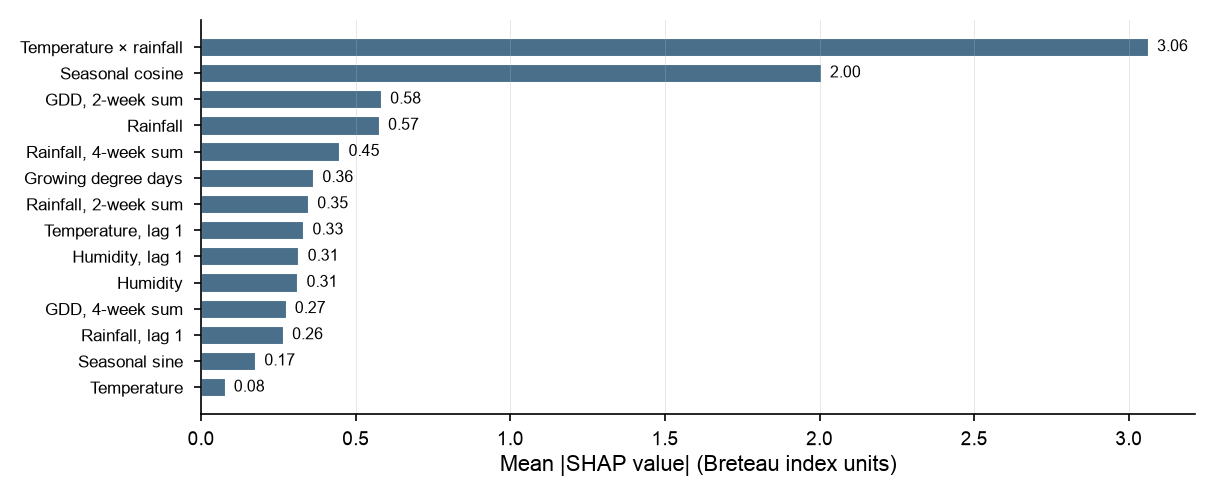 Temperature × rainfall 3.06
Seasonal cosine 2.00
GDD, 2-week sum 0.58
Rainfall 0.57
Rainfall, 4-week sum 0.45
Growing degree days 0.36
Rainfall, 2-week sum 0.35
Temperature, lag 1 0.33
Humidity, lag 1 0.31
Humidity 0.31
GDD, 4-week sum 0.27
Rainfall, lag 1 0.26
Seasonal sine 0.17
Temperature 0.08
0.0 0.5 1.0 1.5 2.0 2.5 3.0
Mean |SHAP value| (Breteau index units)